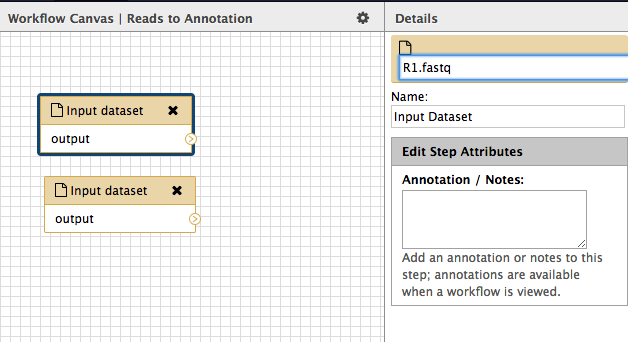 Workflow Canvas | Reads to Annotation
Details
R1.fastq
Name:
Input Dataset
Edit Step Attributes
Annotation / Notes:
Add an annotation or notes to this
step; annotations are available
when a workflow is viewed.
Input dataset
output
Input dataset
output